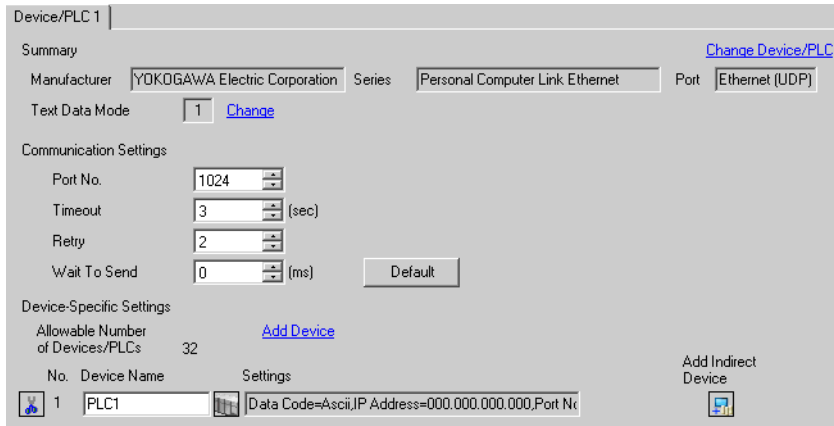 Device/PLC 1
Summary Change Device/PLC
Manufacturer YOKOGAWA Electric Corporation Series Personal Computer Link Ethernet Port Ethernet (UDP)
Text Data Mode 1 Change
Communication Settings
Port No. 1024
Timeout 3 (sec)
Retry 2
Wait To Send 0 (ms) Default
Device-Specific Settings
Allowable Number
of Devices/PLCs 32 Add Device
Add Indirect
Device
No. Device Name Settings
1 PLC1 Data Code=Ascii,IP Address=000.000.000.000,Port No